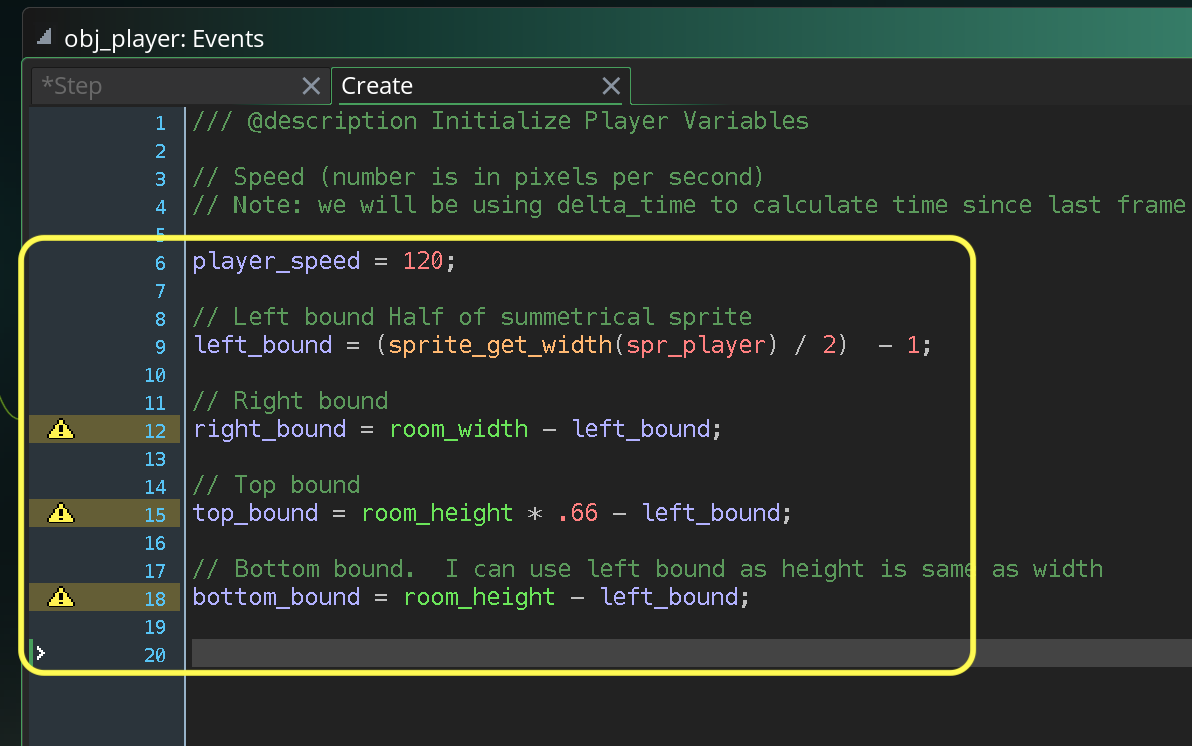 obj_player: Events
*Step Create
1 /// @description Initialize Player Variables
2
3 // Speed (number is in pixels per second)
4 // Note: we will be using delta_time to calculate time since last frame
5
6 player_speed = 120;
7
8 // Left bound Half of summetrical sprite
9 left_bound = (sprite_get_width(spr_player) / 2)  - 1;
10
11 // Right bound
12 right_bound = room_width - left_bound;
13
14 // Top bound
15 top_bound = room_height * .66 - left_bound;
16
17 // Bottom bound.  I can use left bound as height is same as width
18 bottom_bound = room_height - left_bound;
19
20